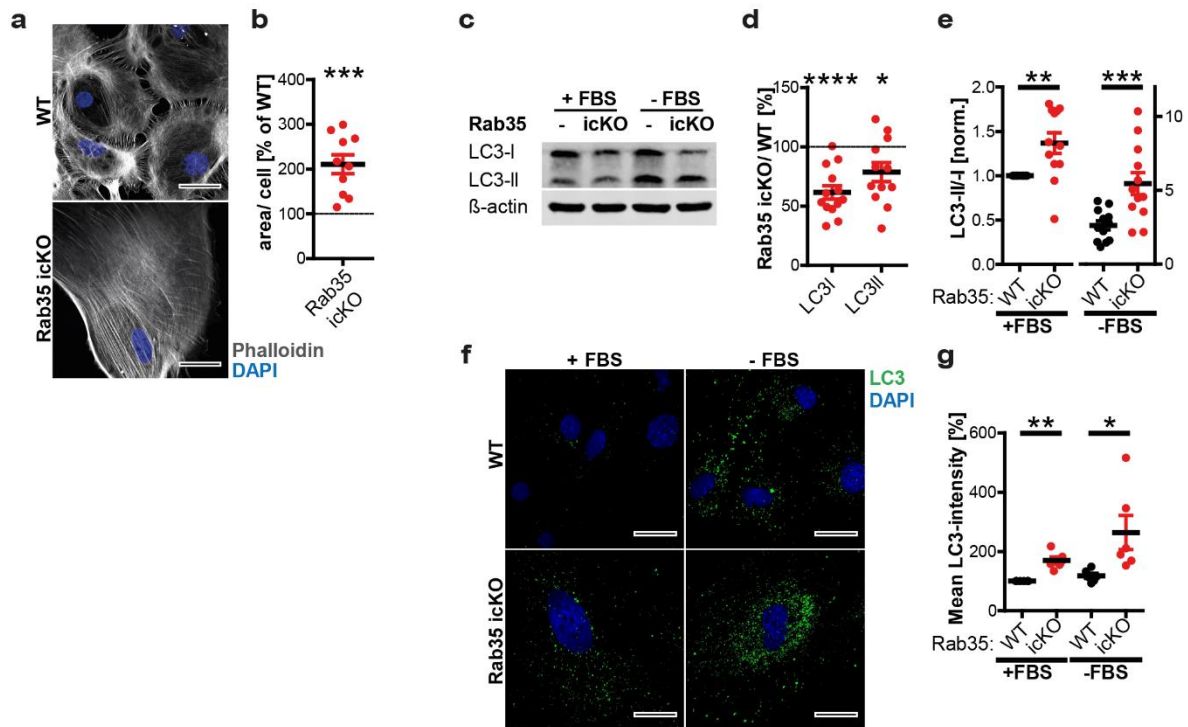 a
WT
Rab35 icKO
Phalloidin
DAPI
b
area/ cell [% of WT]
400
300
200
100
0
***
Rab35
icKO
c
+ FBS - FBS
Rab35 - icKO - icKO
LC3-I
LC3-II
ß-actin
d
Rab35 icKO/ WT [%]
150
100
50
0
**** *
LC3I LC3II
e
LC3-II/-I [norm.]
2.0
1.5
1.0
0.5
0.0
** ***
10
5
0
Rab35: WT icKO WT icKO
+FBS -FBS
f
+ FBS - FBS
LC3
DAPI
WT
Rab35 icKO
g
Mean LC3-intensity [%]
600
400
200
0
** *
Rab35: WT icKO WT icKO
+FBS -FBS